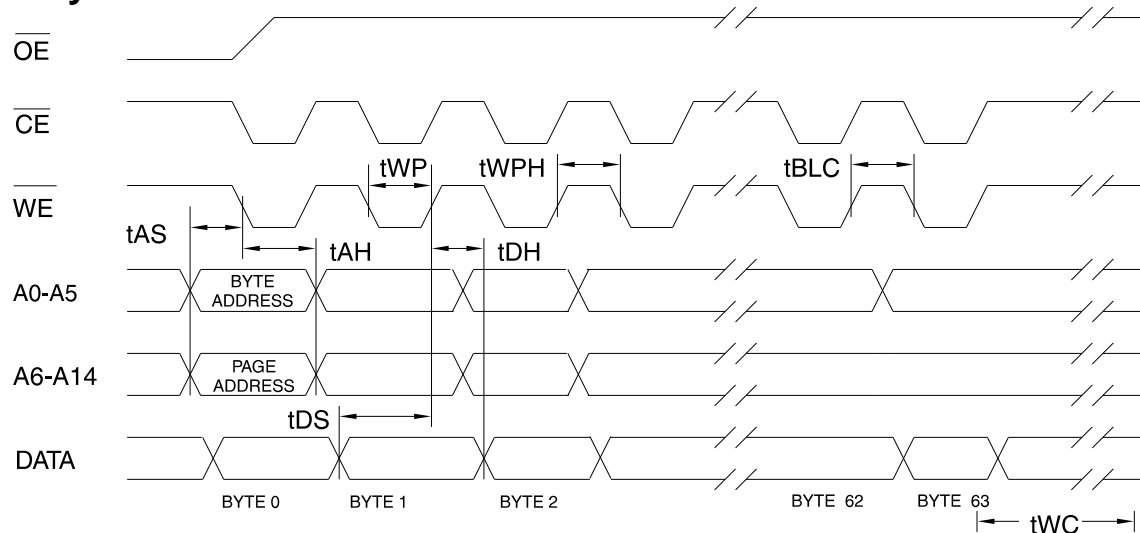 OE
CE
tWP
tWPH
tBLC
WE
tAS
tAH
tDH
A0-A5
BYTE
ADDRESS
A6-A14
PAGE
ADDRESS
tDS
DATA
BYTE 0
BYTE 1
BYTE 2
BYTE 62
BYTE 63
tWC